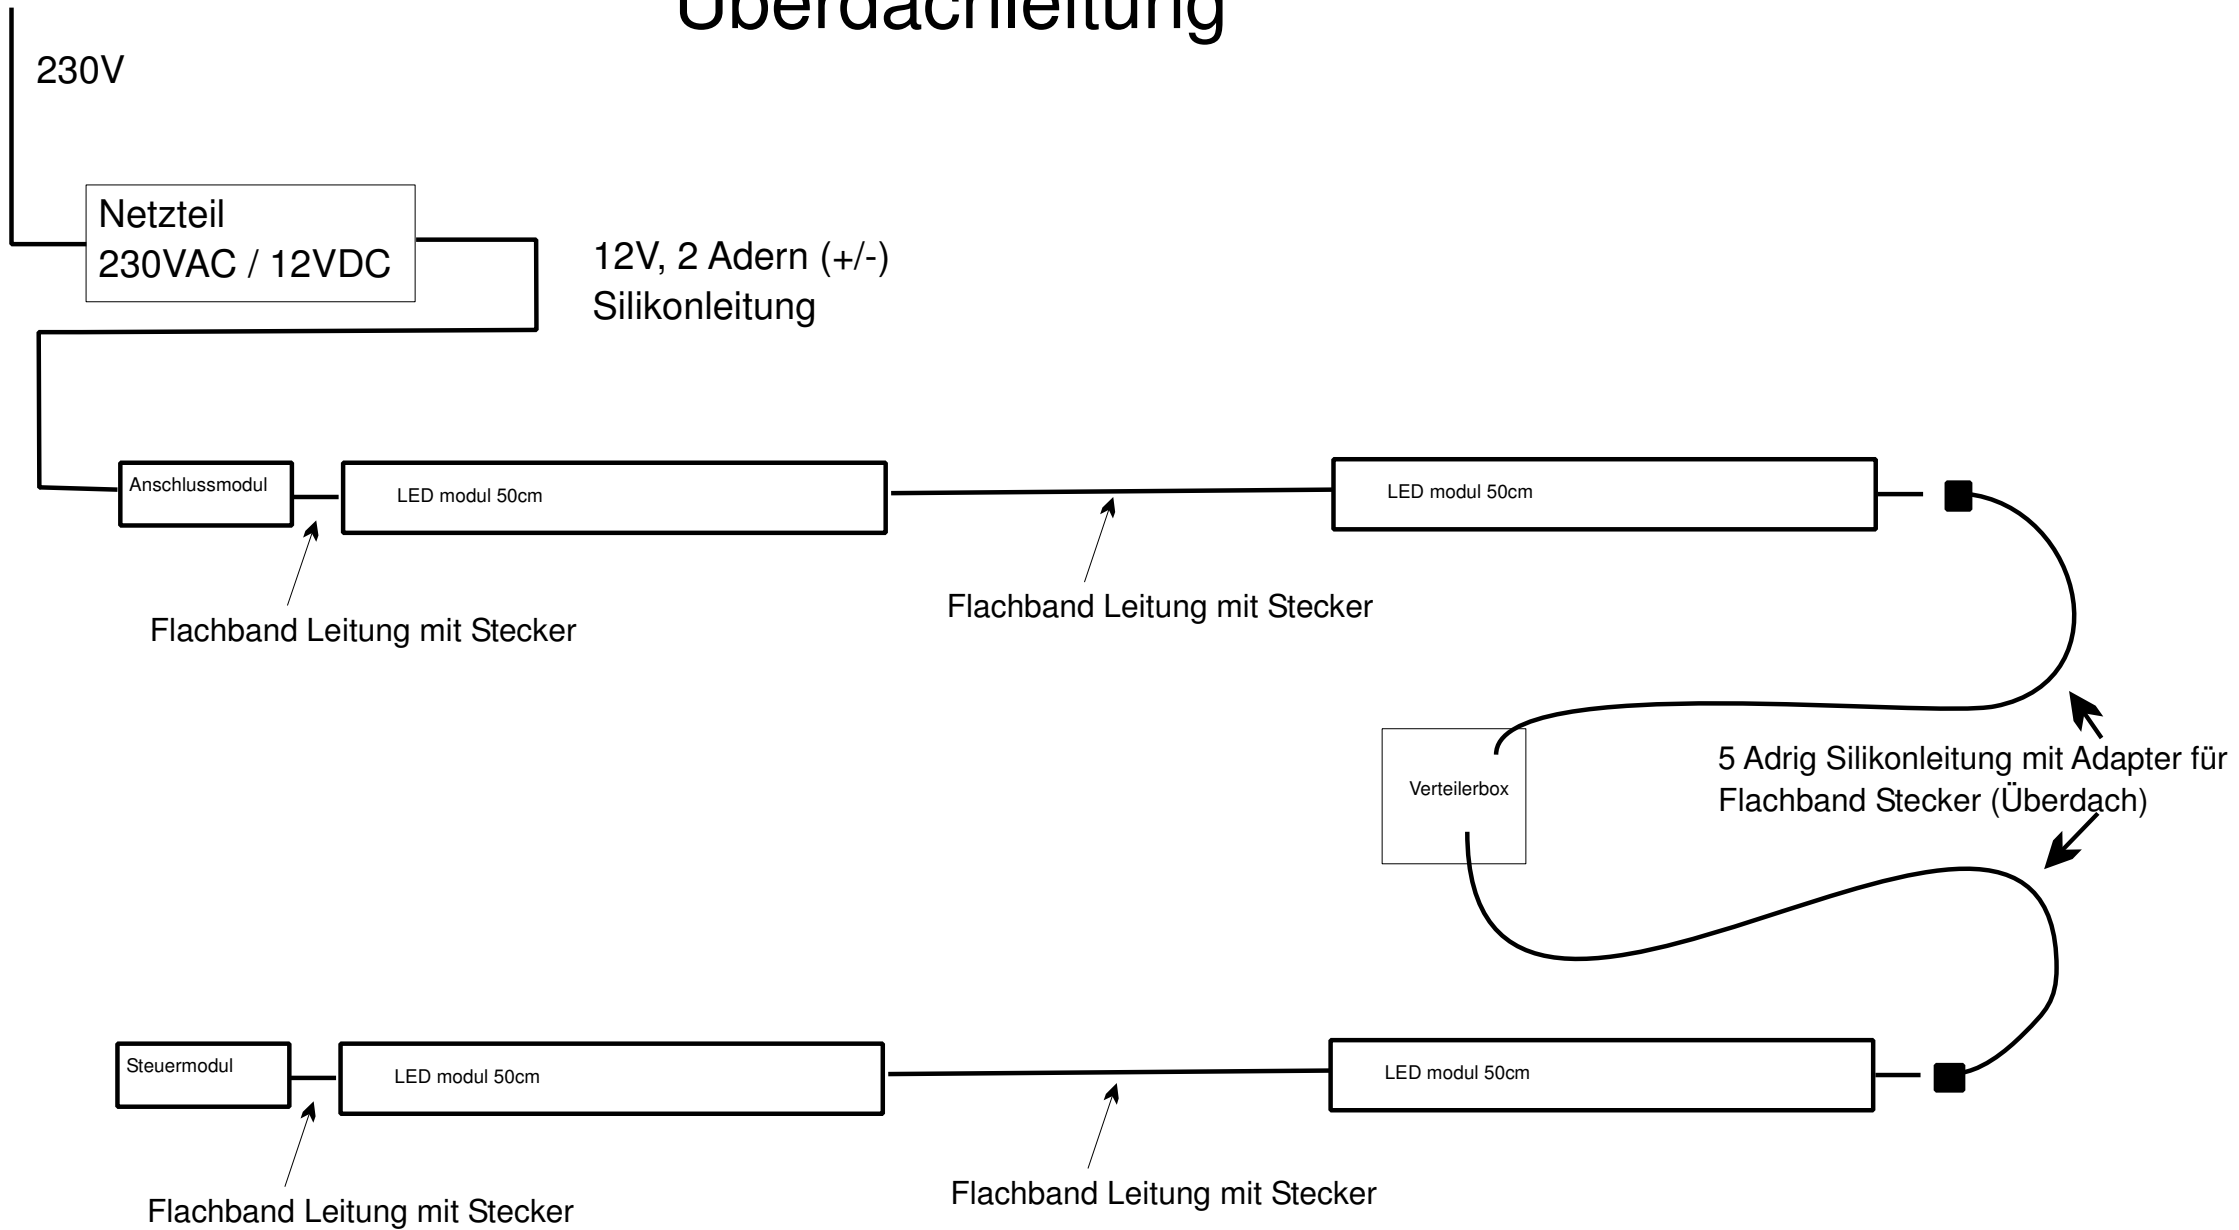 Überdachleitung
230V
Netzteil
230VAC / 12VDC
12V, 2 Adern (+/-)
Silikonleitung
Anschlussmodul
LED modul 50cm
LED modul 50cm
Flachband Leitung mit Stecker
Flachband Leitung mit Stecker
Verteilerbox
5 Adrig Silikonleitung mit Adapter für
Flachband Stecker (Überdach)
Steuermodul
LED modul 50cm
LED modul 50cm
Flachband Leitung mit Stecker
Flachband Leitung mit Stecker